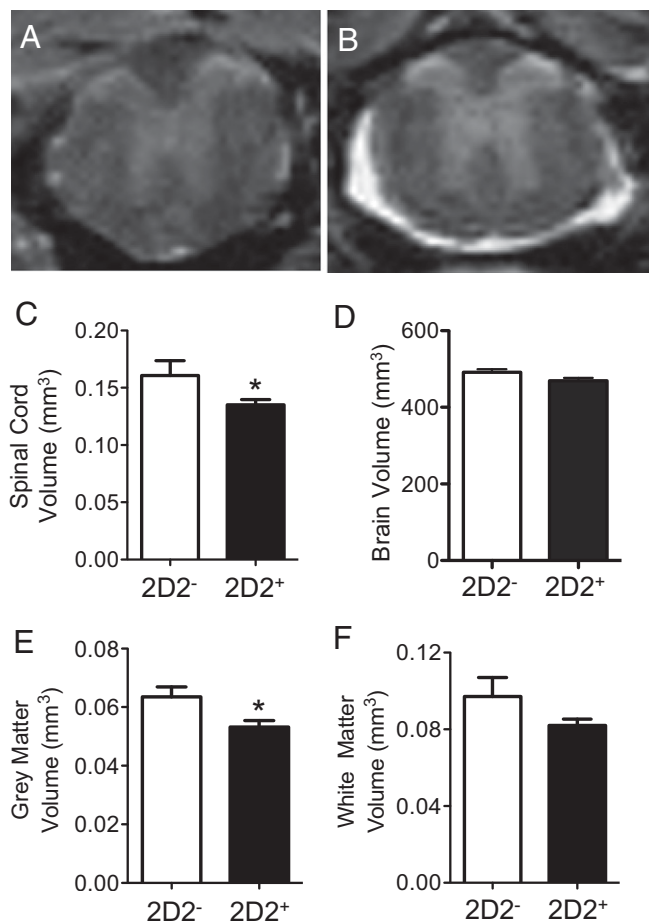 A
B
C
Spinal Cord
Volume (mm³)
0.20
0.15
0.10
0.05
0.00
2D2⁻
*
2D2⁺
D
Brain Volume (mm³)
600
400
200
0
2D2⁻
2D2⁺
E
Grey Matter
Volume (mm³)
0.08
0.06
0.04
0.02
0.00
2D2⁻
*
2D2⁺
F
White Matter
Volume (mm³)
0.12
0.08
0.04
0.00
2D2⁻
2D2⁺